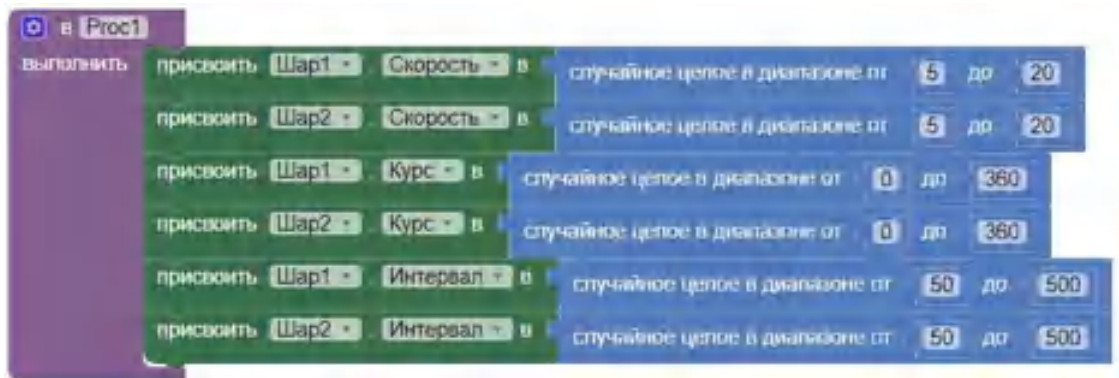 в Proc1
выполнить присвоить Шар1 . Скорость в случайное целое в диапазоне от 5 до 20
присвоить Шар2 . Скорость в случайное целое в диапазоне от 5 до 20
присвоить Шар1 . Курс в случайное целое в диапазоне от 0 до 360
присвоить Шар2 . Курс в случайное целое в диапазоне от 0 до 360
присвоить Шар1 . Интервал в случайное целое в диапазоне от 50 до 500
присвоить Шар2 . Интервал в случайное целое в диапазоне от 50 до 500